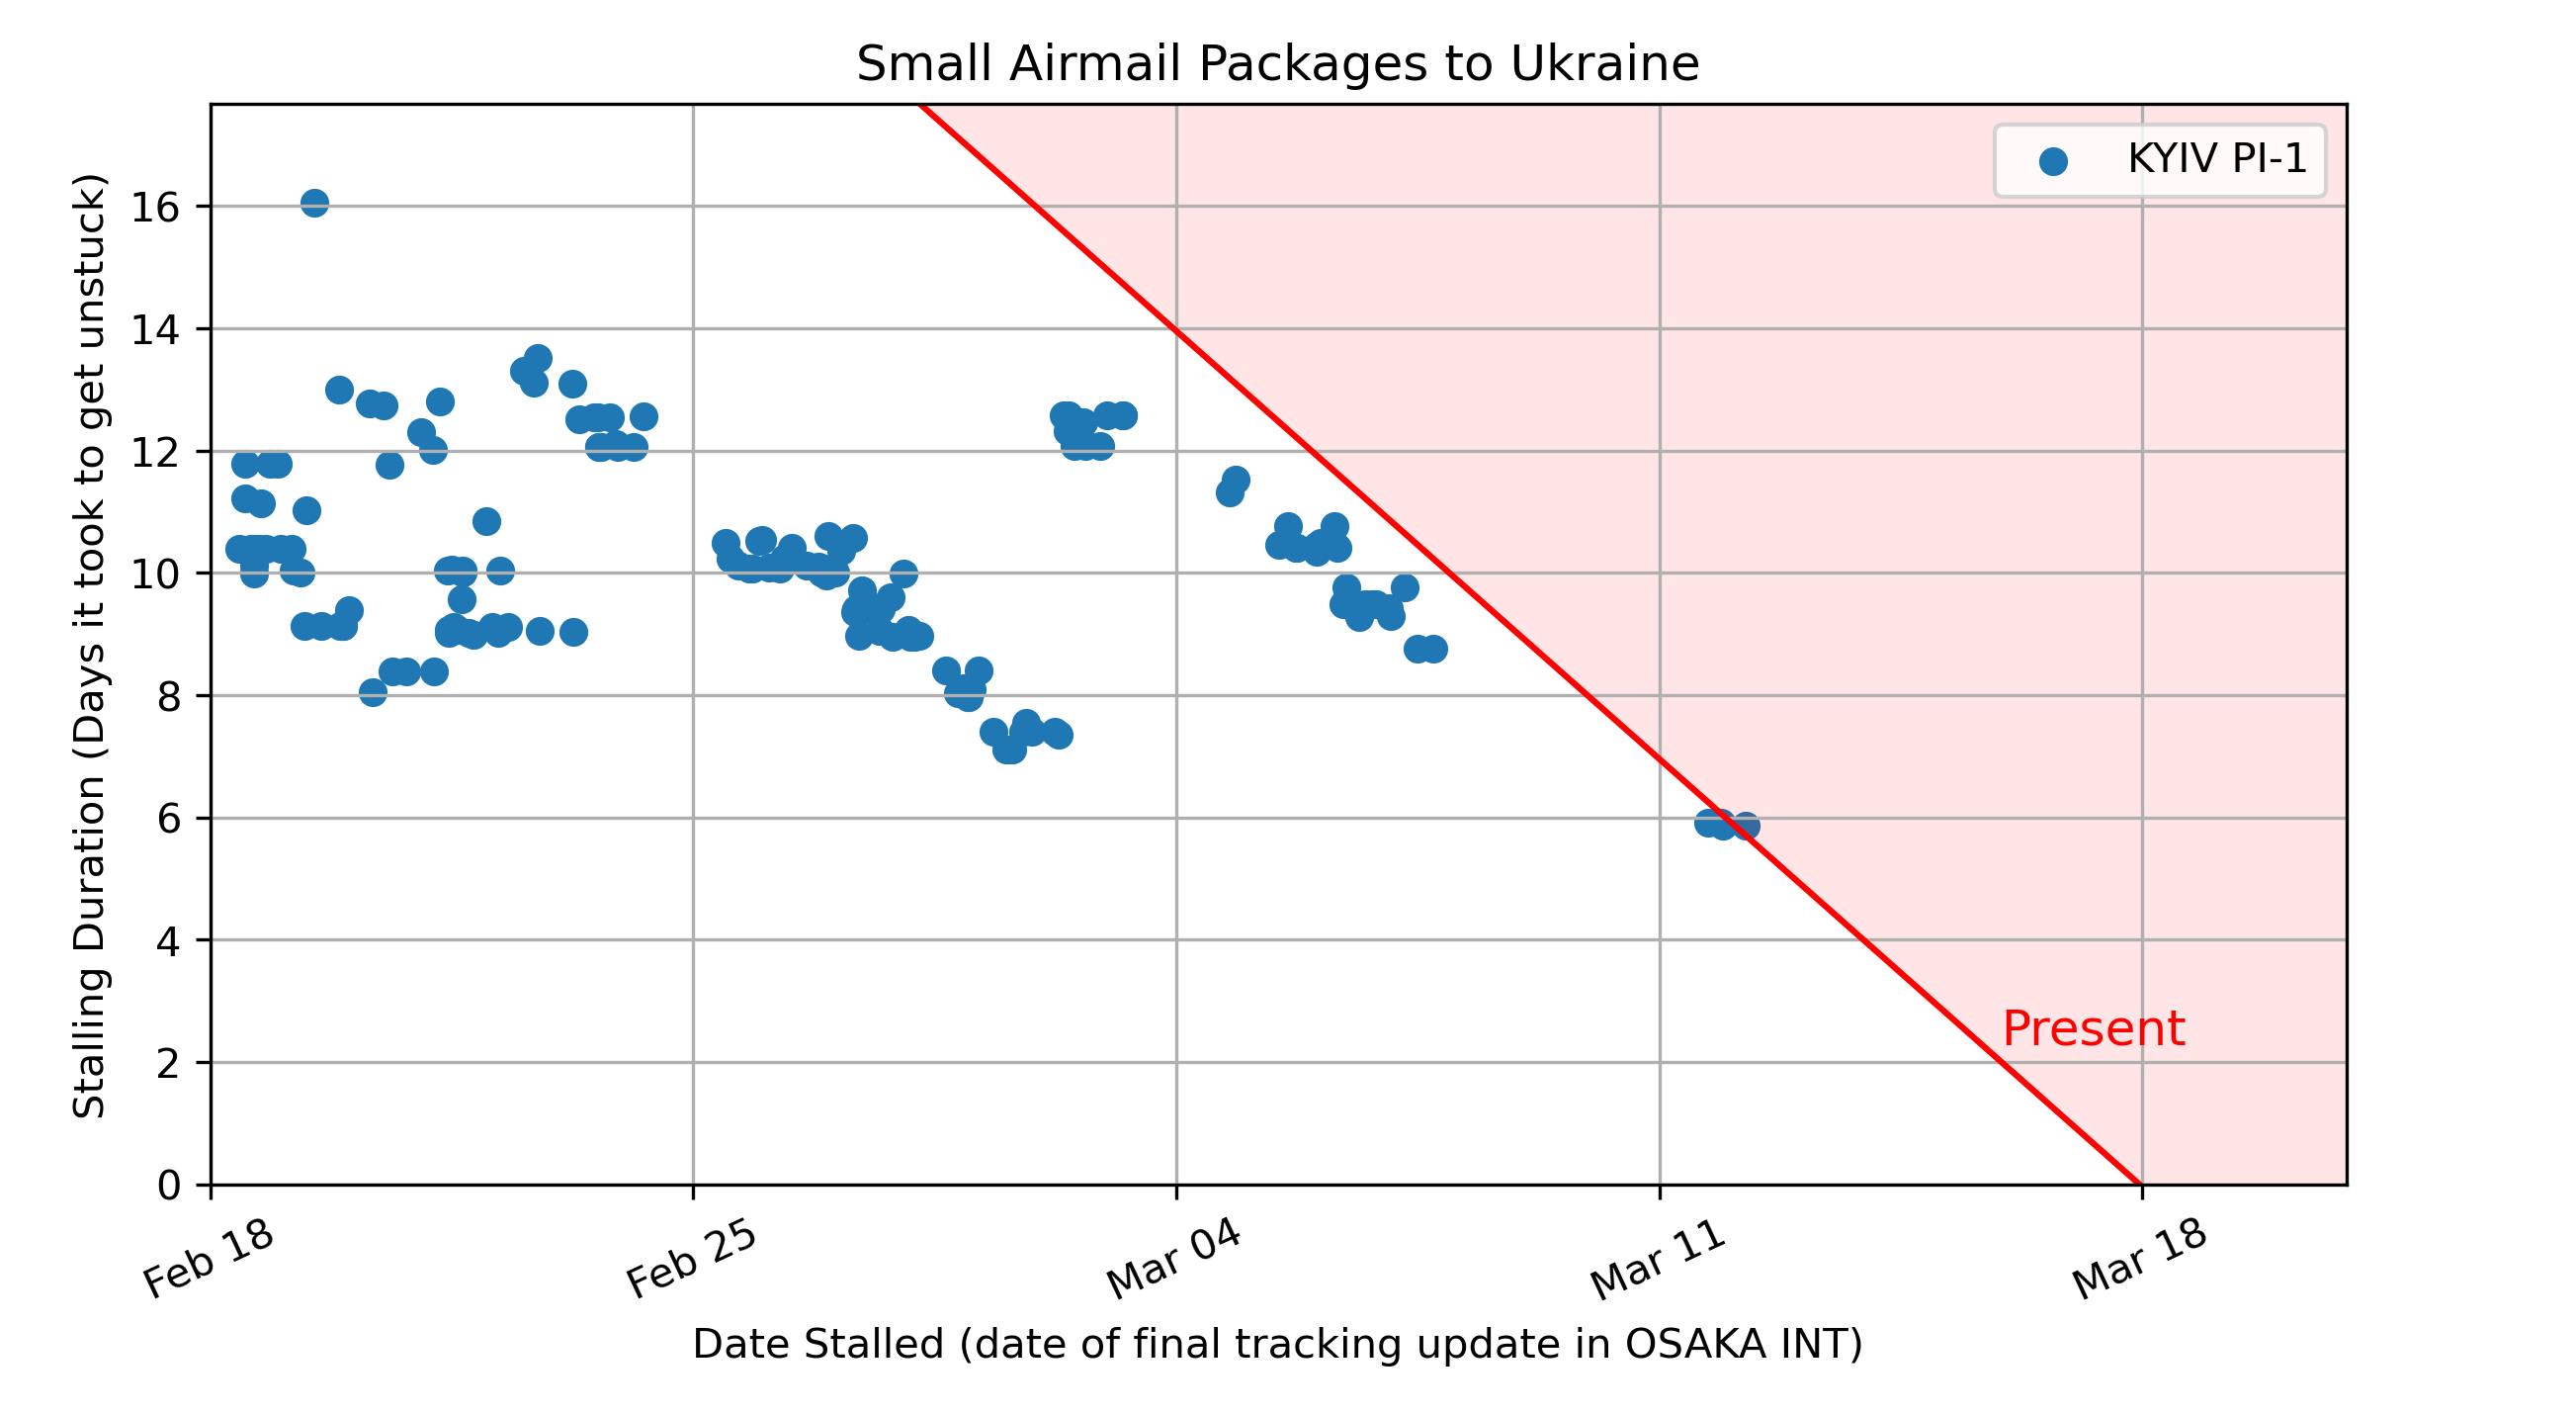 Small Airmail Packages to Ukraine
KYIV PI-1
Stalling Duration (Days it took to get unstuck)
16
14
12
10
8
6
4
2
0
Present
Feb 18
Feb 25
Mar 04
Mar 11
Mar 18
Date Stalled (date of final tracking update in OSAKA INT)